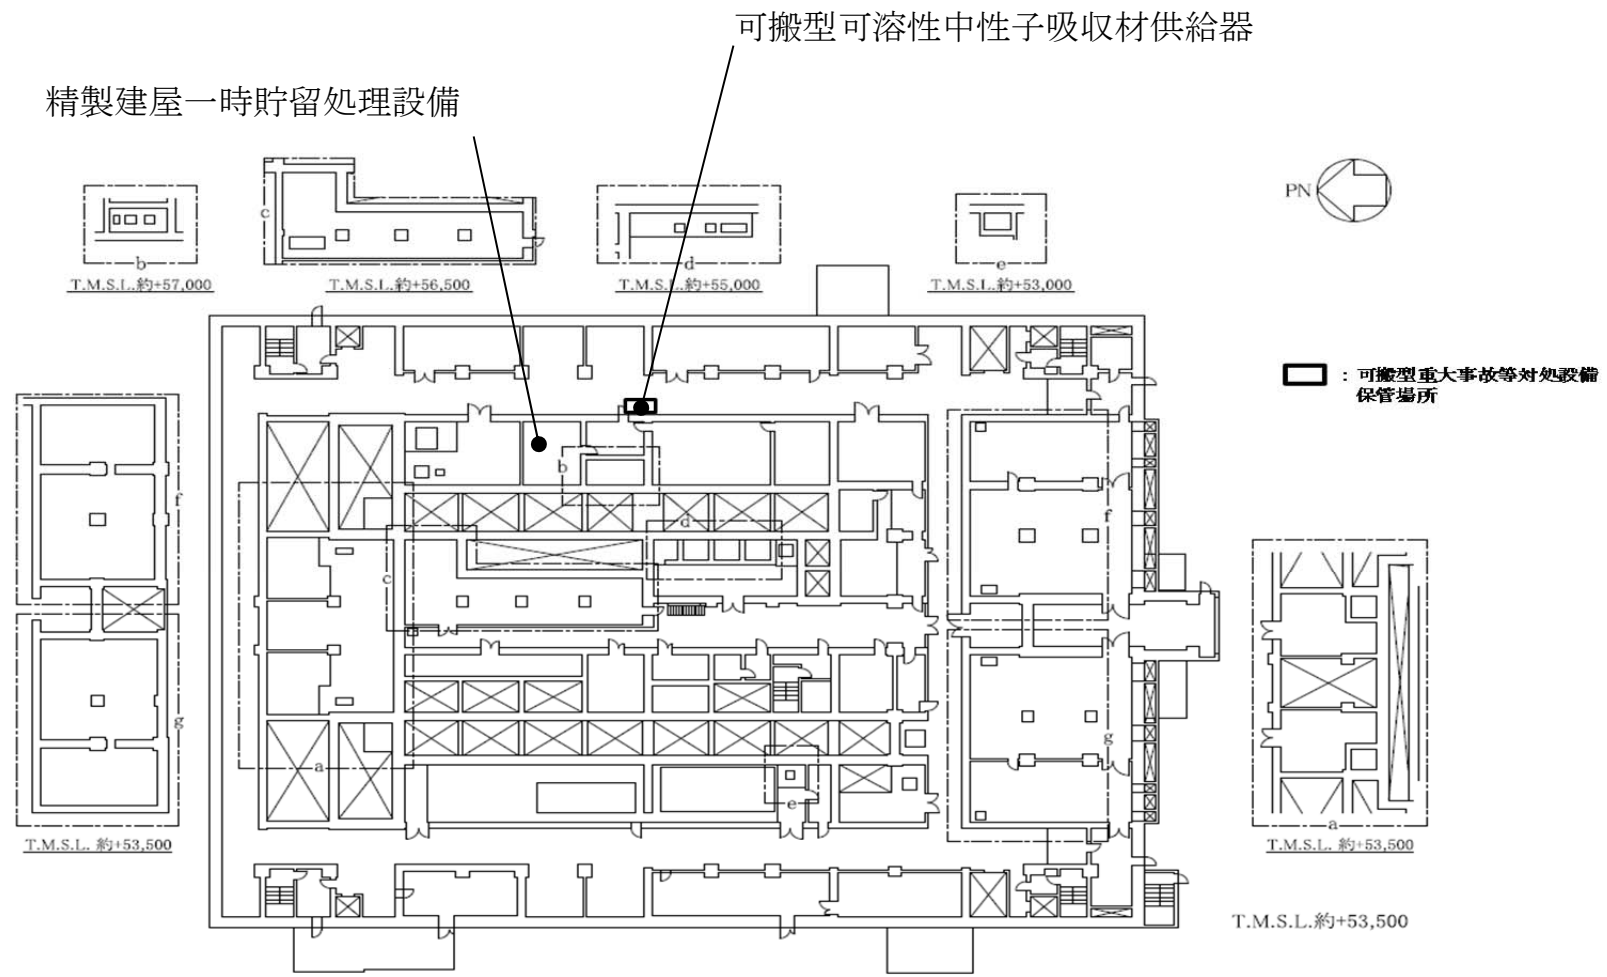 可搬型可溶性中性子吸収材供給器
精製建屋一時貯留処理設備
PN
c
b
d
e
T.M.S.L.約+57,000
T.M.S.L.約+56,500
T.M.S.L.約+55,000
T.M.S.L.約+53,000
：可搬型重大事故等対処設備
保管場所
b
f
d
f
c
g
g
a
e
a
T.M.S.L. 約+53,500
T.M.S.L. 約+53,500
T.M.S.L.約+53,500